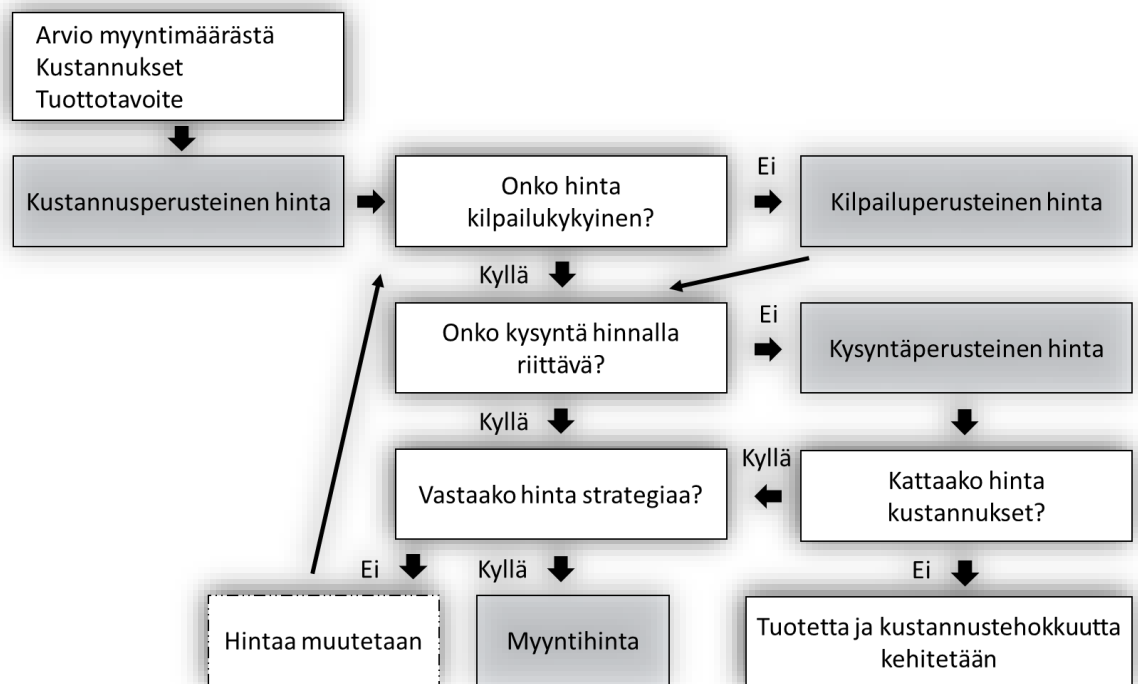 Arvio myyntimäärästä
Kustannukset
Tuottotavoite
Kustannusperusteinen hinta
Onko hinta
kilpailukykyinen?
Ei
Kilpailuperusteinen hinta
Kyllä
Onko kysyntä hinnalla
riittävä?
Ei
Kysyntäperusteinen hinta
Kyllä
Vastaako hinta strategiaa?
Kyllä
Kattaako hinta
kustannukset?
Ei
Kyllä
Ei
Hintaa muutetaan
Myyntihinta
Tuotetta ja kustannustehokkuutta
kehitetään